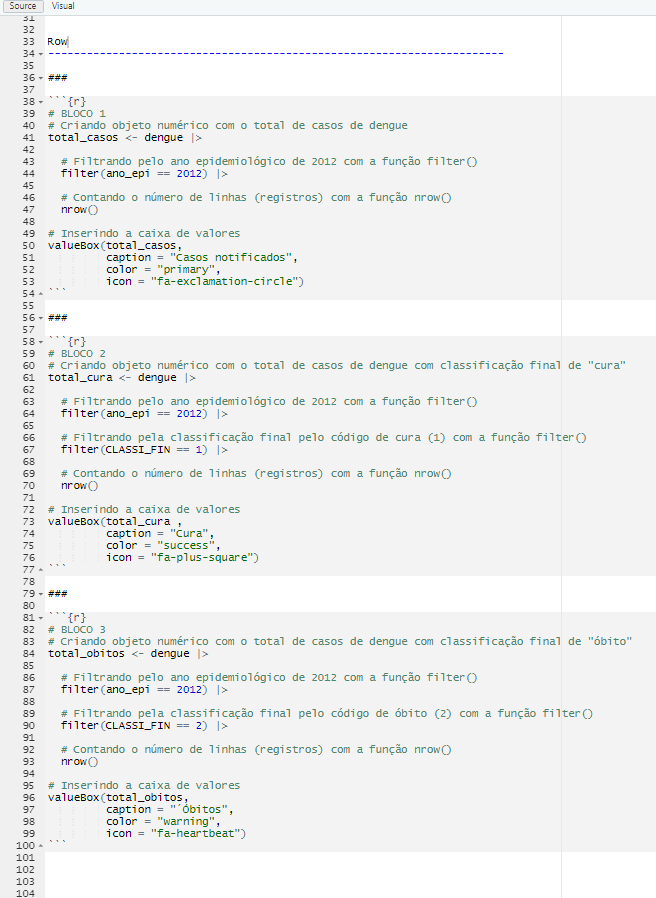 Source Visual
31
32
33 Row
34 -----------------------------------------------------------------------
35
36 ###
37
38 ```{r}
39 # BLOCO 1
40 # Criando objeto numérico com o total de casos de dengue
41 total_casos <- dengue |>
42
43 # Filtrando pelo ano epidemiológico de 2012 com a função filter()
44 filter(ano_epi == 2012) |>
45
46 # Contando o número de linhas (registros) com a função nrow()
47 nrow()
48
49 # Inserindo a caixa de valores
50 valueBox(total_casos,
51 caption = "Casos notificados",
52 color = "primary",
53 icon = "fa-exclamation-circle")
54 ```
55
56 ###
57
58 ```{r}
59 # BLOCO 2
60 # Criando objeto numérico com o total de casos de dengue com classificação final de "cura"
61 total_cura <- dengue |>
62
63 # Filtrando pelo ano epidemiológico de 2012 com a função filter()
64 filter(ano_epi == 2012) |>
65
66 # Filtrando pela classificação final pelo código de cura (1) com a função filter()
67 filter(CLASSI_FIN == 1) |>
68
69 # Contando o número de linhas (registros) com a função nrow()
70 nrow()
71
72 # Inserindo a caixa de valores
73 valueBox(total_cura ,
74 caption = "Cura",
75 color = "success",
76 icon = "fa-plus-square")
77 ```
78
79 ###
80
81 ```{r}
82 # BLOCO 3
83 # Criando objeto numérico com o total de casos de dengue com classificação final de "óbito"
84 total_obitos <- dengue |>
85
86 # Filtrando pelo ano epidemiológico de 2012 com a função filter()
87 filter(ano_epi == 2012) |>
88
89 # Filtrando pela classificação final pelo código de óbito (2) com a função filter()
90 filter(CLASSI_FIN == 2) |>
91
92 # Contando o número de linhas (registros) com a função nrow()
93 nrow()
94
95 # Inserindo a caixa de valores
96 valueBox(total_obitos,
97 caption = "´Óbitos",
98 color = "warning",
99 icon = "fa-heartbeat")
100 ```
101
102
103
104